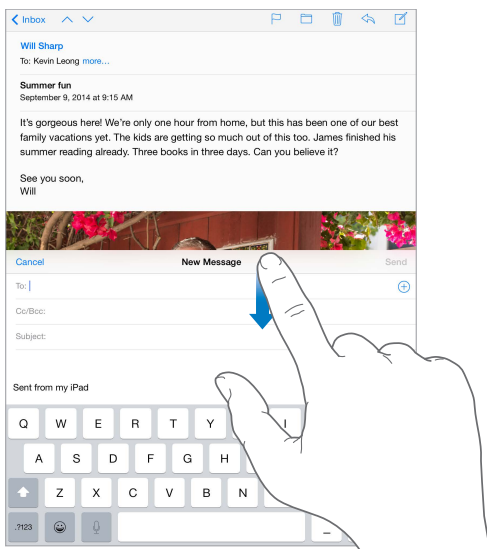 Inbox
Will Sharp
To: Kevin Leong more...
Summer fun
September 9, 2014 at 9:15 AM
It's gorgeous here! We're only one hour from home, but this has been one of our best
family vacations yet. The kids are getting so much out of this too. James finished his
summer reading already. Three books in three days. Can you believe it?
See you soon,
Will
Cancel New Message Send
To:
Cc/Bcc:
Subject:
Sent from my iPad
Q W E R T Y I
A S D F G H
Z X C V B N
.?123 _